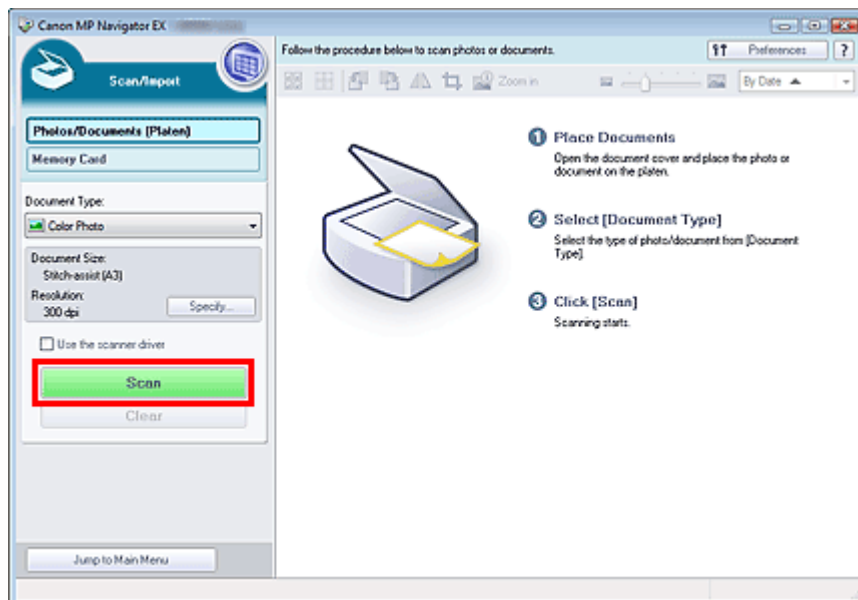 Canon MP Navigator EX
Scan/Import
Photos/Documents (Platen)
Memory Card
Document Type:
Color Photo
Document Size:
Stitch-assist (A3)
Resolution:
300 dpi
Specify...
Use the scanner driver
Scan
Clear
Jump to Main Menu
Follow the procedure below to scan photos or documents.
Preferences
?
Zoom in
By Date
1 Place Documents
Open the document cover and place the photo or
document on the platen.
2 Select [Document Type]
Select the type of photo/document from [Document
Type].
3 Click [Scan]
Scanning starts.